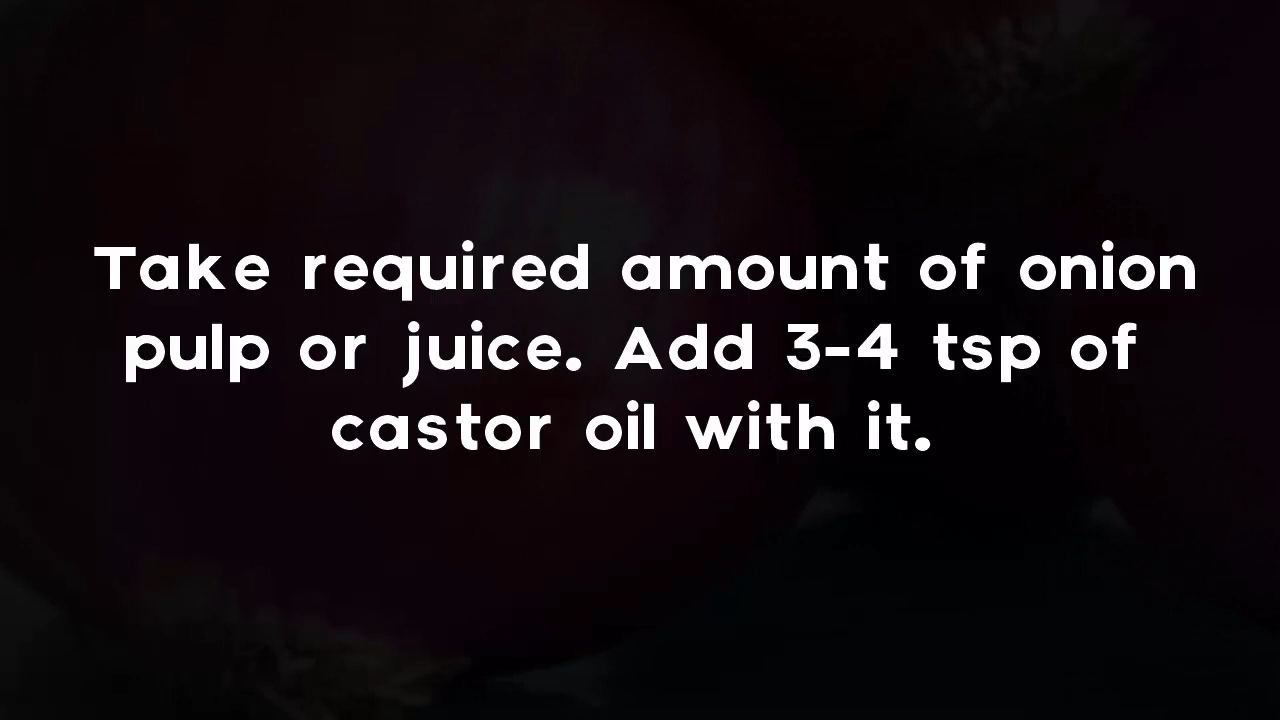 Take required amount of onion
pulp or juice. Add 3-4 tsp of
castor oil with it.